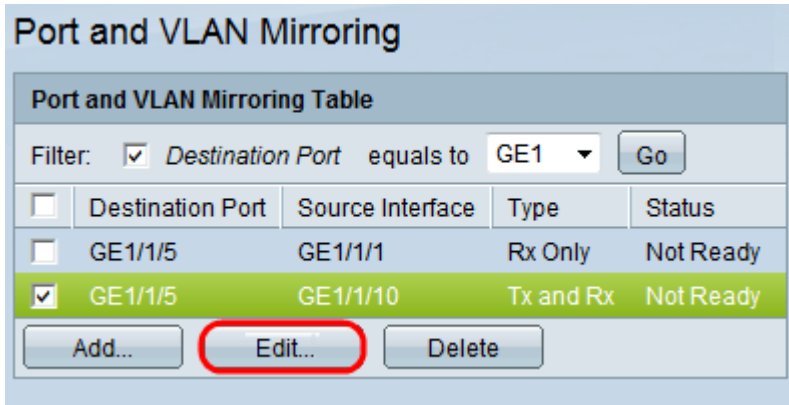 Port and VLAN Mirroring
Port and VLAN Mirroring Table
Filter: Destination Port equals to GE1 Go
Destination Port Source Interface Type Status
GE1/1/5 GE1/1/1 Rx Only Not Ready
GE1/1/5 GE1/1/10 Tx and Rx Not Ready
Add... Edit... Delete